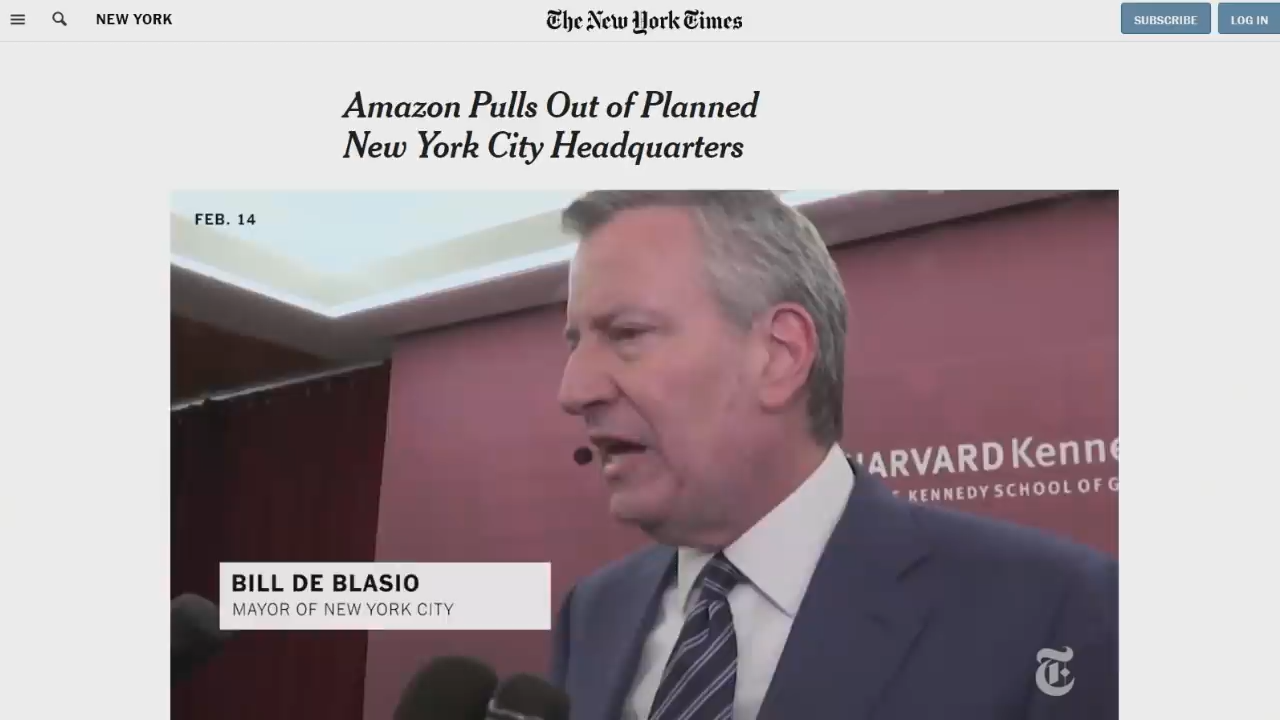 NEW YORK
The New York Times
SUBSCRIBE
LOG IN
Amazon Pulls Out of Planned
New York City Headquarters
FEB. 14
HARVARD Kenne
KENNEDY SCHOOL OF G
BILL DE BLASIO
MAYOR OF NEW YORK CITY
T